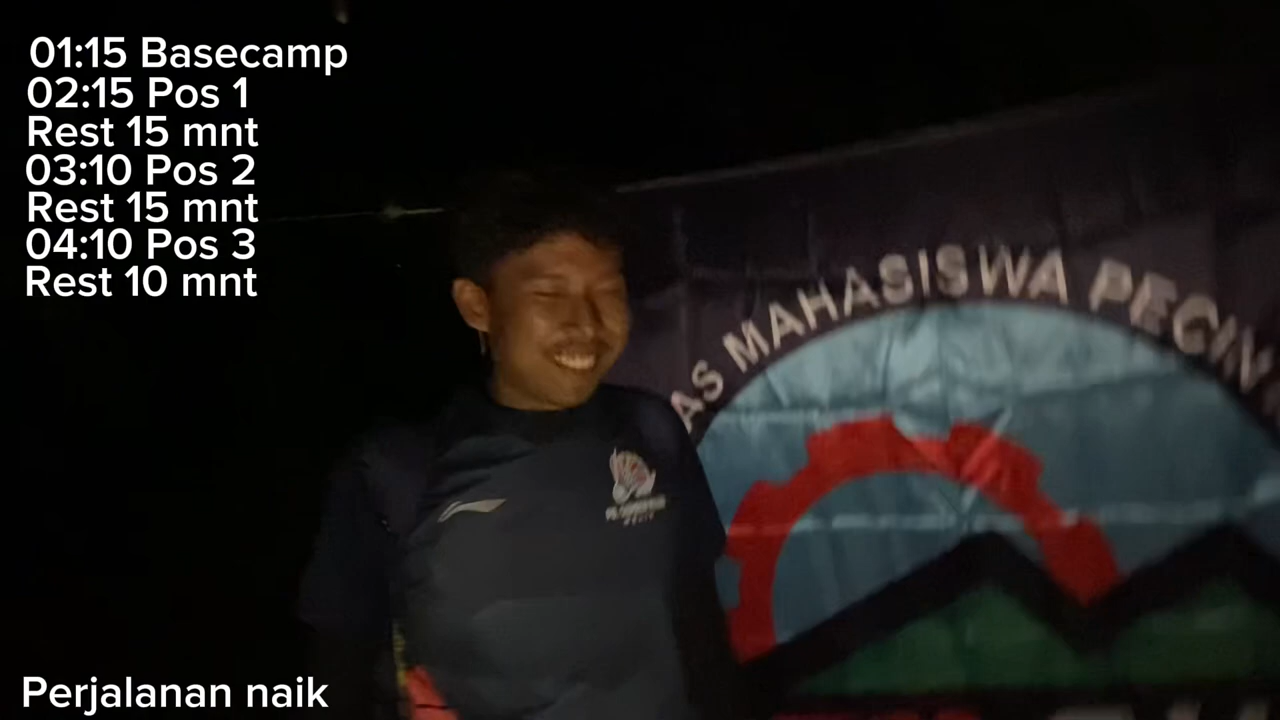 01:15 Basecamp
02:15 Pos 1
Rest 15 mnt
03:10 Pos 2
Rest 15 mnt
04:10 Pos 3
Rest 10 mnt
AS MAHASISWA
Perjalanan naik